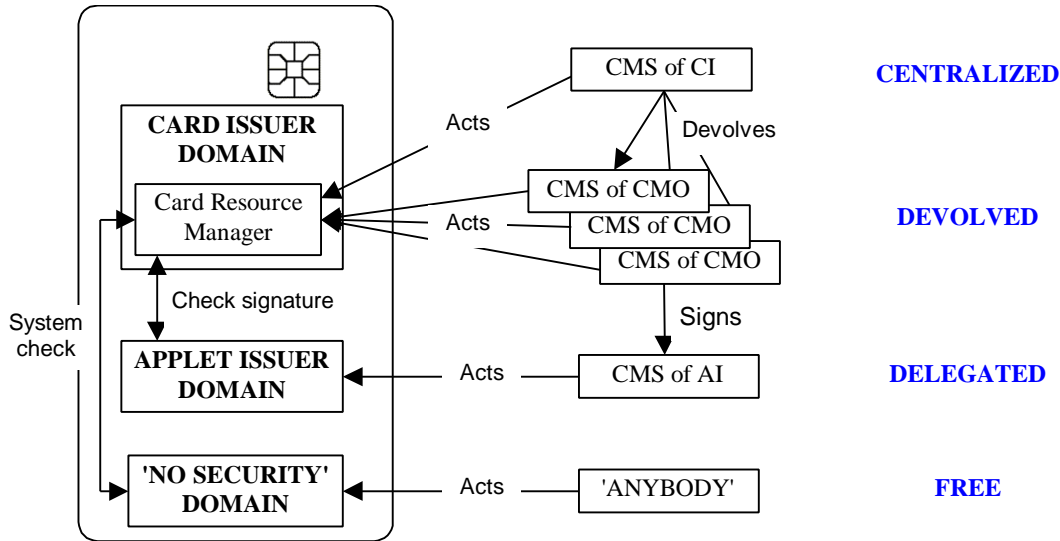 CMS of CI
CENTRALIZED
CARD ISSUER
DOMAIN
Acts
Devolves
Card Resource
Manager
CMS of CMO
Acts
CMS of CMO
DEVOLVED
CMS of CMO
Check signature
System
check
Signs
APPLET ISSUER
DOMAIN
Acts
CMS of AI
DELEGATED
'NO SECURITY'
DOMAIN
Acts
'ANYBODY'
FREE